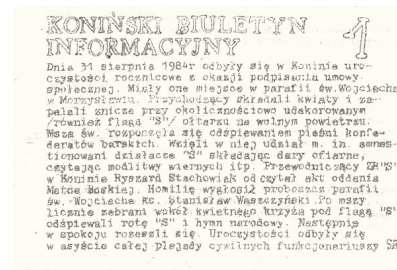 KONIŃSKI BIULETYN
INFORMACYJNY
1
Dnia 31 sierpnia 1984r odbyły się w Koninie uro-
czystości rocznicowe z okazji podpisania umowy
społecznej. Miały one miejsce w parafii św.Wojciecha
w Morzysławiu. Przychodzący składali kwiaty i za-
palali znicze przy okolicznościowo udekorowanym
/również flagą "S"/ ołtarzu na wolnym powietrzu.
Msza św. rozpoczęła się odśpiewaniem pieśni konfe-
deratów barskich. Wzięli w niej udział m. in. amnes-
tionowani działacze "S" składając dary ofiarne,
czytając modlitwy wiernych itp. Przewodniczący ZR"S"
w Koninie Ryszard Stachowiak odczytał akt oddania
Matce Boskiej. Homilię wygłosił proboszcz parafii
św. Wojciecha ks. Stanisław Waszczyński.Po mszy
licznie zebrani wokół kwietnego krzyża pod flagą "S"
odśpiewali rotę "S" i hymn narodowy. Następnie
w spokoju rozeszli się. Uroczystości odbyły się
w asyście całej plejady cywilnych funkcjonariuszy